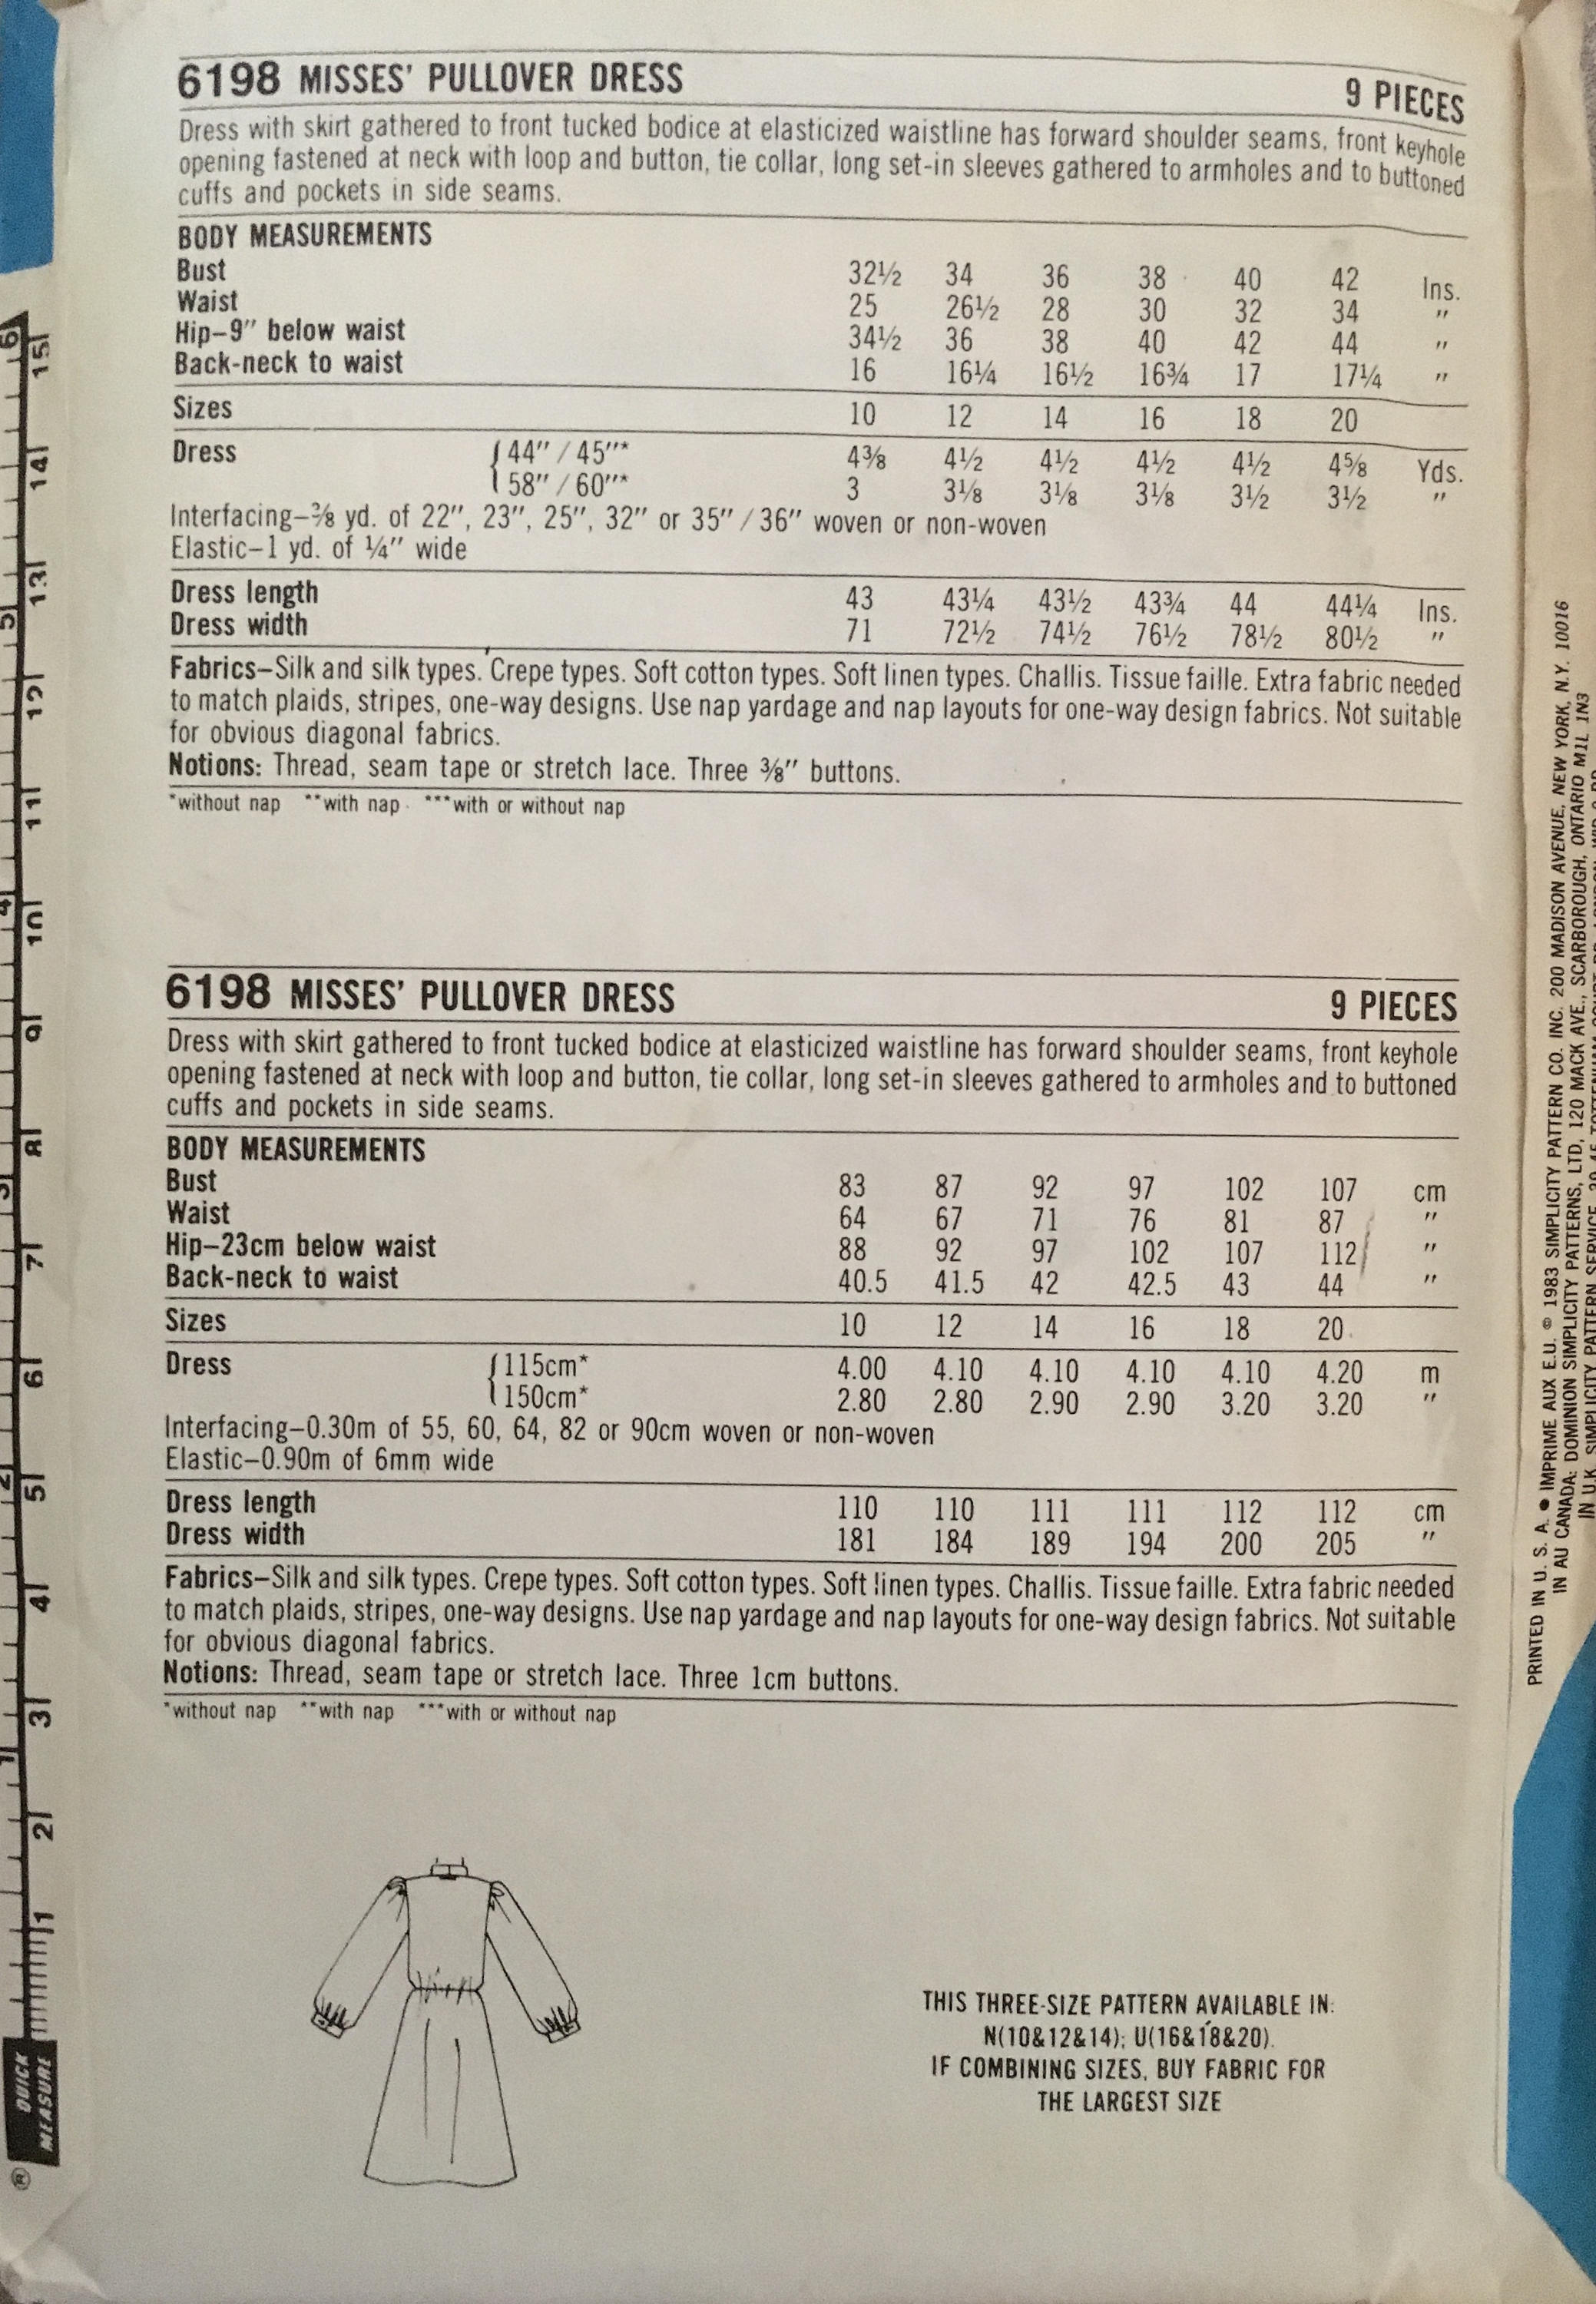 6198 MISSES' PULLOVER DRESS 9 PIECES
Dress with skirt gathered to front tucked bodice at elasticized waistline has forward shoulder seams, front keyhole
opening fastened at neck with loop and button, tie collar, long set-in sleeves gathered to armholes and to buttoned
cuffs and pockets in side seams.
BODY MEASUREMENTS
Bust 32½ 34 36 38 40 42 Ins.
Waist 25 26½ 28 30 32 34 "
Hip–9" below waist 34½ 36 38 40 42 44 "
Back-neck to waist 16 16¼ 16½ 16¾ 17 17¼ "
Sizes 10 12 14 16 18 20
Dress { 44" / 45"* 4⅜ 4½ 4½ 4½ 4½ 4⅝ Yds.
58" / 60"* 3 3⅛ 3⅛ 3⅛ 3½ 3½ "
Interfacing–⅜ yd. of 22", 23", 25", 32" or 35" / 36" woven or non-woven
Elastic–1 yd. of ¼" wide
Dress length 43 43¼ 43½ 43¾ 44 44¼ Ins.
Dress width 71 72½ 74½ 76½ 78½ 80½ "
Fabrics–Silk and silk types. Crepe types. Soft cotton types. Soft linen types. Challis. Tissue faille. Extra fabric needed
to match plaids, stripes, one-way designs. Use nap yardage and nap layouts for one-way design fabrics. Not suitable
for obvious diagonal fabrics.
Notions: Thread, seam tape or stretch lace. Three ⅜" buttons.
*without nap **with nap ***with or without nap
6198 MISSES' PULLOVER DRESS 9 PIECES
Dress with skirt gathered to front tucked bodice at elasticized waistline has forward shoulder seams, front keyhole
opening fastened at neck with loop and button, tie collar, long set-in sleeves gathered to armholes and to buttoned
cuffs and pockets in side seams.
BODY MEASUREMENTS
Bust 83 87 92 97 102 107 cm
Waist 64 67 71 76 81 87 "
Hip–23cm below waist 88 92 97 102 107 112 "
Back-neck to waist 40.5 41.5 42 42.5 43 44 "
Sizes 10 12 14 16 18 20
Dress { 115cm* 4.00 4.10 4.10 4.10 4.10 4.20 m
150cm* 2.80 2.80 2.90 2.90 3.20 3.20 "
Interfacing–0.30m of 55, 60, 64, 82 or 90cm woven or non-woven
Elastic–0.90m of 6mm wide
Dress length 110 110 111 111 112 112 cm
Dress width 181 184 189 194 200 205 "
Fabrics–Silk and silk types. Crepe types. Soft cotton types. Soft linen types. Challis. Tissue faille. Extra fabric needed
to match plaids, stripes, one-way designs. Use nap yardage and nap layouts for one-way design fabrics. Not suitable
for obvious diagonal fabrics.
Notions: Thread, seam tape or stretch lace. Three 1cm buttons.
*without nap **with nap ***with or without nap
THIS THREE-SIZE PATTERN AVAILABLE IN:
N(10&12&14); U(16&18&20).
IF COMBINING SIZES, BUY FABRIC FOR
THE LARGEST SIZE
PRINTED IN U. S. A. ● IMPRIME AUX E.U. © 1983 SIMPLICITY PATTERN CO. INC. 200 MADISON AVENUE, NEW YORK, N.Y. 10016
IN AU CANADA: DOMINION SIMPLICITY PATTERNS, LTD, 120 MACK AVE., SCARBOROUGH, ONTARIO M1L 1N3
IN U.K. SIMPLICITY PATTERN SERVICE
6
15
14
13
5
12
11
4
10
9
8
3
7
6
2
5
4
3
1
2
1
QUICK
MEASURE
®